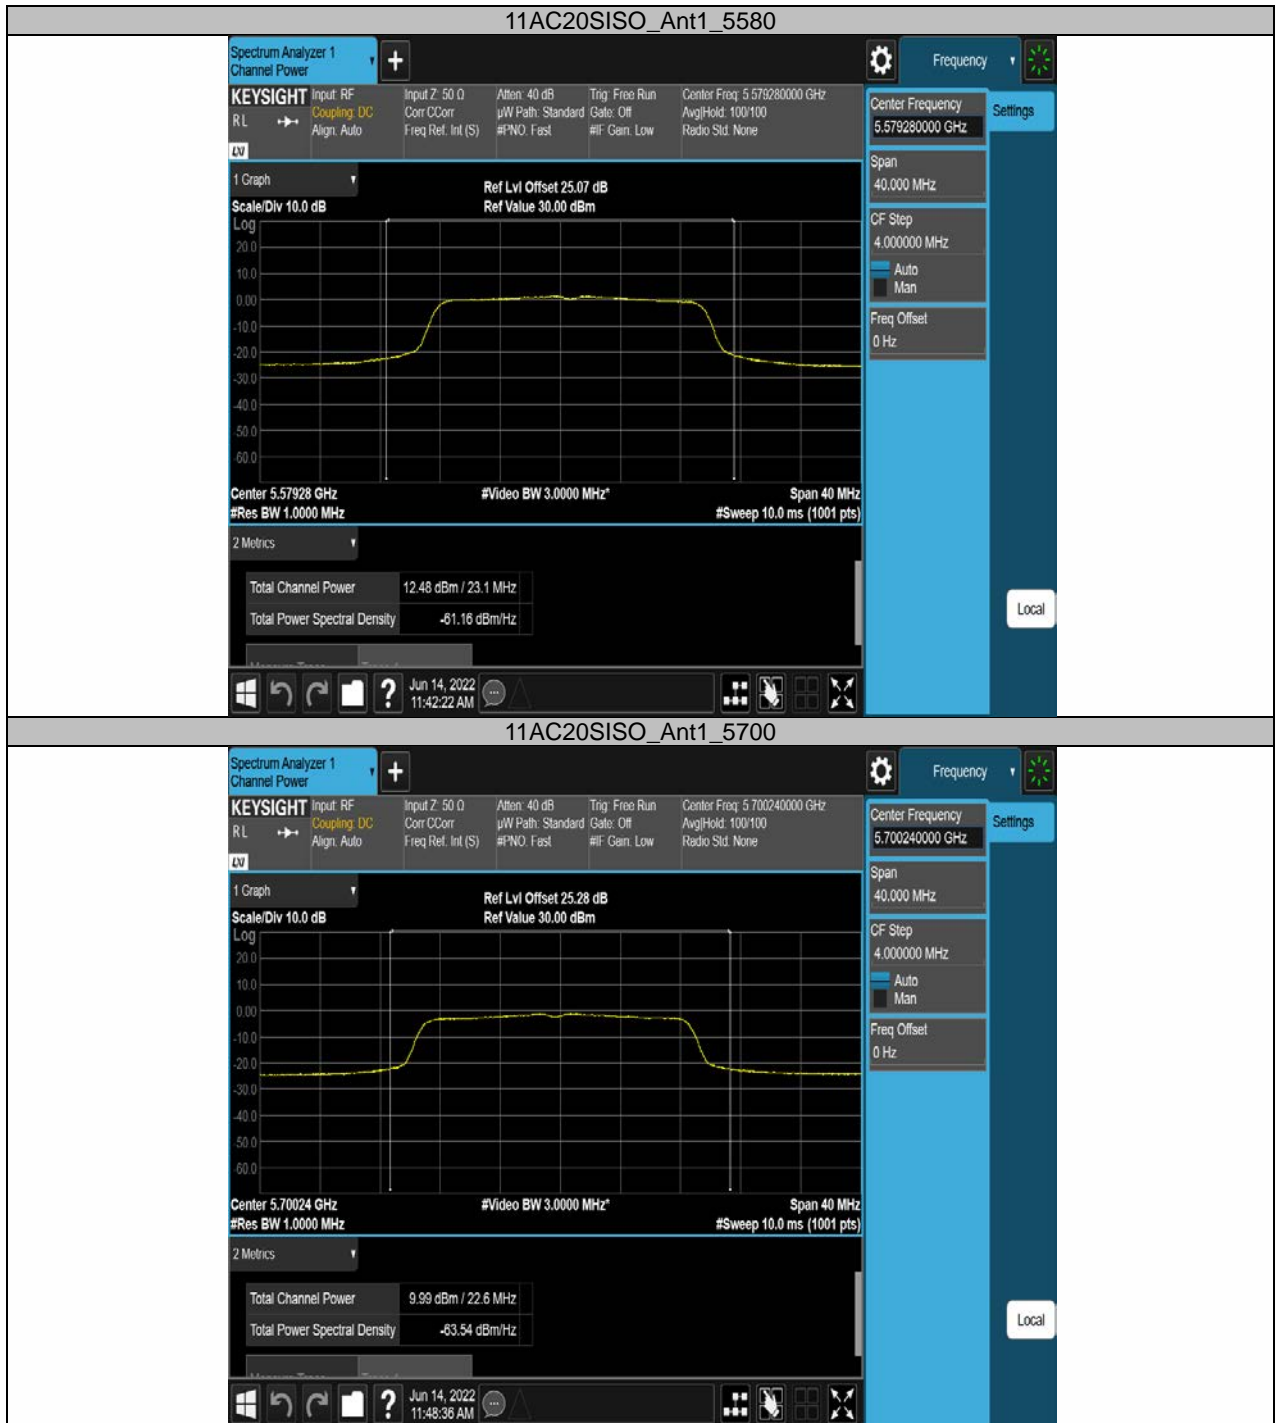 11AC20SISO_Ant1_5580
Spectrum Analyzer 1
Channel Power
+
Frequency
KEYSIGHT
RL
LXI
Input: RF
Coupling: DC
Align: Auto
Input Z: 50 Ω
Corr CCorr
Freq Ref: Int (S)
Atten: 40 dB
µW Path: Standard
#PNO: Fast
Trig: Free Run
Gate: Off
#IF Gain: Low
Center Freq: 5.579280000 GHz
Avg|Hold: 100/100
Radio Std: None
Center Frequency
5.579280000 GHz
Settings
Span
40.000 MHz
CF Step
4.000000 MHz
Auto
Man
Freq Offset
0 Hz
Local
1 Graph
Scale/Div 10.0 dB
Ref Lvl Offset 25.07 dB
Ref Value 30.00 dBm
Log
20.0
10.0
0.00
-10.0
-20.0
-30.0
-40.0
-50.0
-60.0
Center 5.57928 GHz
#Res BW 1.0000 MHz
#Video BW 3.0000 MHz*
Span 40 MHz
#Sweep 10.0 ms (1001 pts)
2 Metrics
Total Channel Power 12.48 dBm / 23.1 MHz
Total Power Spectral Density -61.16 dBm/Hz
?
Jun 14, 2022
11:42:22 AM
11AC20SISO_Ant1_5700
Spectrum Analyzer 1
Channel Power
+
Frequency
KEYSIGHT
RL
LXI
Input: RF
Coupling: DC
Align: Auto
Input Z: 50 Ω
Corr CCorr
Freq Ref: Int (S)
Atten: 40 dB
µW Path: Standard
#PNO: Fast
Trig: Free Run
Gate: Off
#IF Gain: Low
Center Freq: 5.700240000 GHz
Avg|Hold: 100/100
Radio Std: None
Center Frequency
5.700240000 GHz
Settings
Span
40.000 MHz
CF Step
4.000000 MHz
Auto
Man
Freq Offset
0 Hz
Local
1 Graph
Scale/Div 10.0 dB
Ref Lvl Offset 25.28 dB
Ref Value 30.00 dBm
Log
20.0
10.0
0.00
-10.0
-20.0
-30.0
-40.0
-50.0
-60.0
Center 5.70024 GHz
#Res BW 1.0000 MHz
#Video BW 3.0000 MHz*
Span 40 MHz
#Sweep 10.0 ms (1001 pts)
2 Metrics
Total Channel Power 9.99 dBm / 22.6 MHz
Total Power Spectral Density -63.54 dBm/Hz
?
Jun 14, 2022
11:48:36 AM